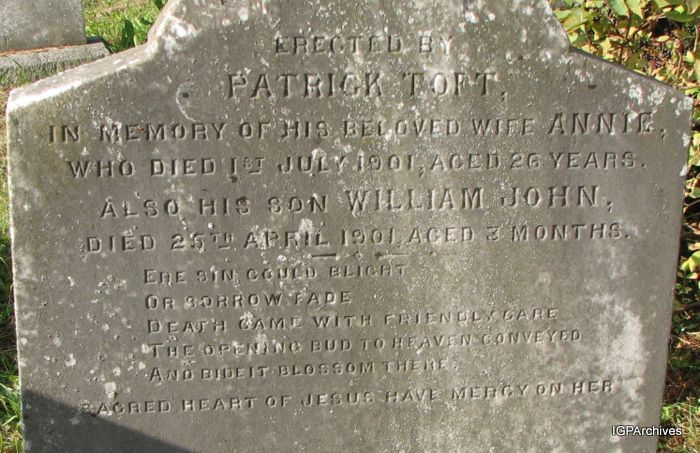 ERECTED BY
PATRICK TOFT,
IN MEMORY OF HIS BELOVED WIFE ANNIE,
WHO DIED 1ST JULY 1901, AGED 26 YEARS.
ALSO HIS SON WILLIAM JOHN,
DIED 25TH APRIL 1901, AGED 3 MONTHS.
ERE SIN COULD BLIGHT
OR SORROW FADE
DEATH CAME WITH FRIENDLY CARE
THE OPENING BUD TO HEAVEN CONVEYED
AND BIDEIT BLOSSOM THERE
SACRED HEART OF JESUS HAVE MERCY ON HER
IGPArchives